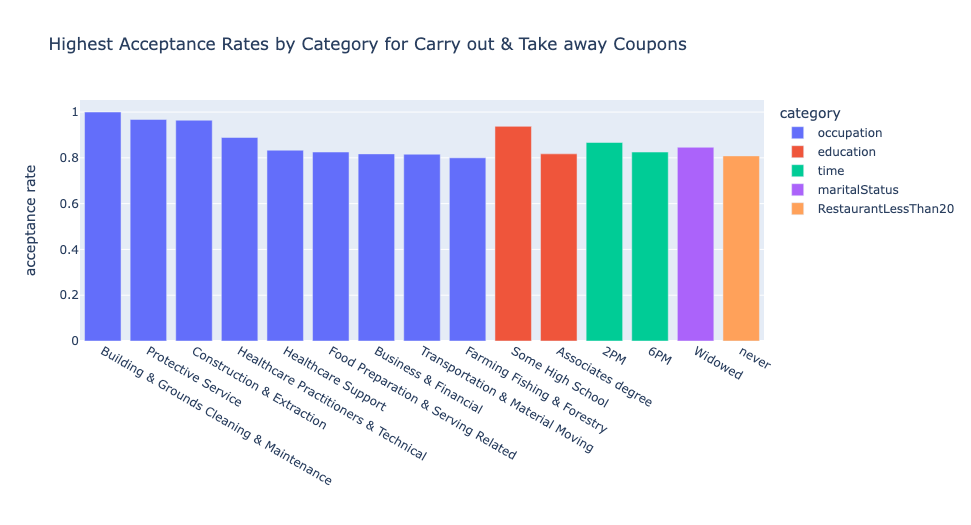 Highest Acceptance Rates by Category for Carry out & Take away Coupons
acceptance rate
1
0.8
0.6
0.4
0.2
0
Building & Grounds Cleaning & Maintenance
Protective Service
Construction & Extraction
Healthcare Practitioners & Technical
Healthcare Support
Food Preparation & Serving Related
Business & Financial
Transportation & Material Moving
Farming Fishing & Forestry
Some High School
Associates degree
2PM
6PM
Widowed
never
category
occupation
education
time
maritalStatus
RestaurantLessThan20